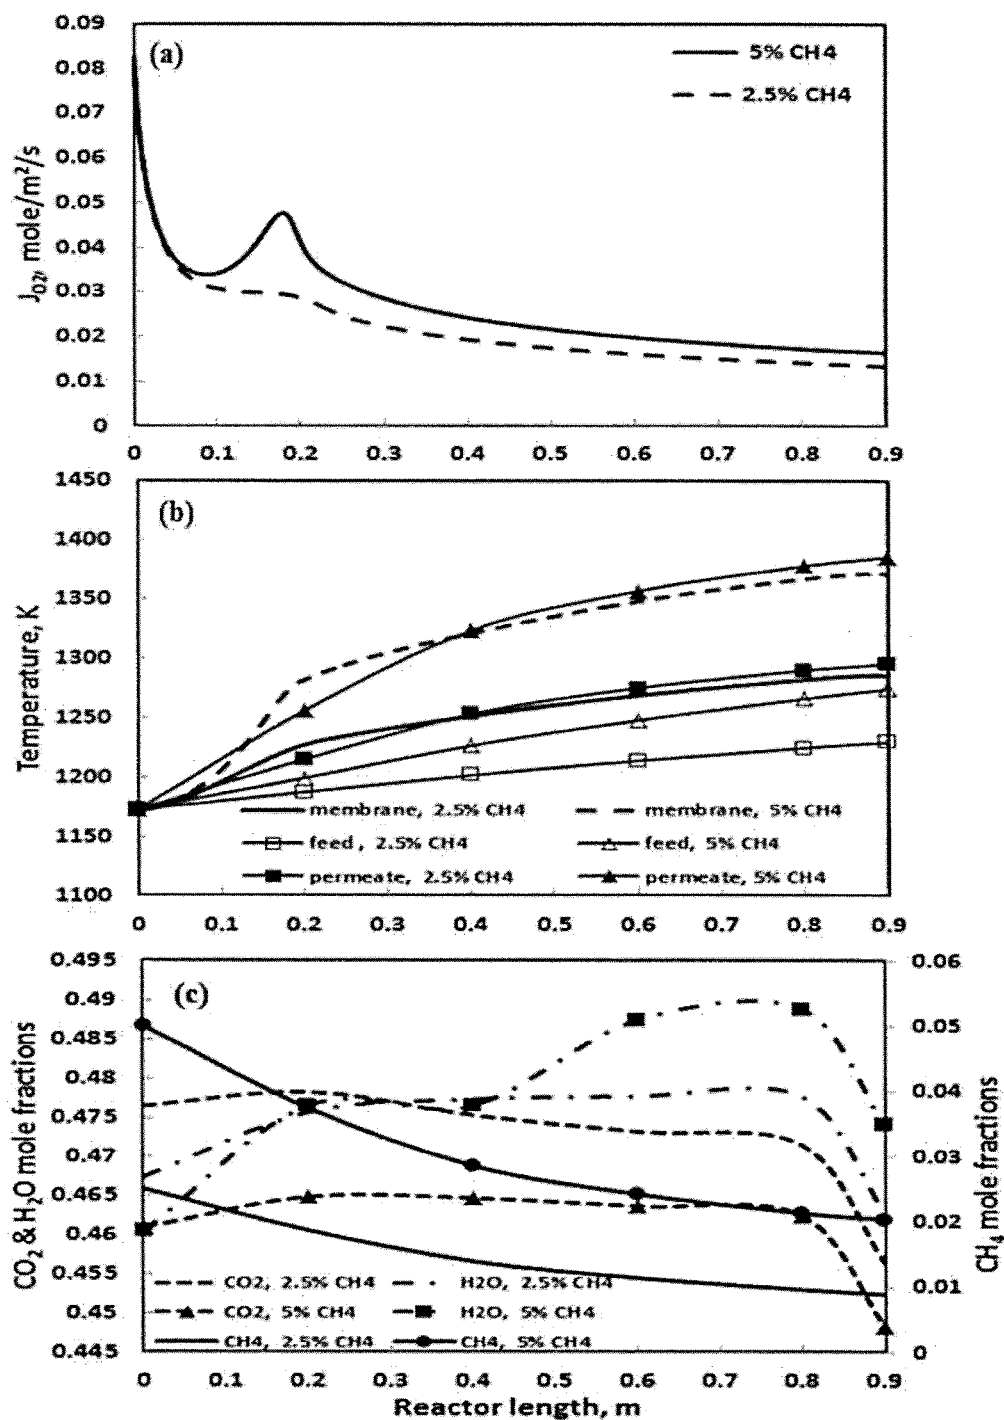 0.09
0.08
0.07
0.06
0.05
0.04
0.03
0.02
0.01
0
J₀₂, mole/m²/s
(a)
5% CH4
2.5% CH4
0 0.1 0.2 0.3 0.4 0.5 0.6 0.7 0.8 0.9
1450
1400
1350
1300
1250
1200
1150
1100
Temperature, K
(b)
membrane, 2.5% CH4
membrane, 5% CH4
feed , 2.5% CH4
feed, 5% CH4
permeate, 2.5% CH4
permeate, 5% CH4
0 0.1 0.2 0.3 0.4 0.5 0.6 0.7 0.8 0.9
0.495
0.49
0.485
0.48
0.475
0.47
0.465
0.46
0.455
0.45
0.445
CO₂ & H₂O mole fractions
(c)
CO2, 2.5% CH4
H2O, 2.5% CH4
CO2, 5% CH4
H2O, 5% CH4
CH4, 2.5% CH4
CH4, 5% CH4
0.06
0.05
0.04
0.03
0.02
0.01
0
CH₄ mole fractions
0 0.1 0.2 0.3 0.4 0.5 0.6 0.7 0.8 0.9
Reactor length, m